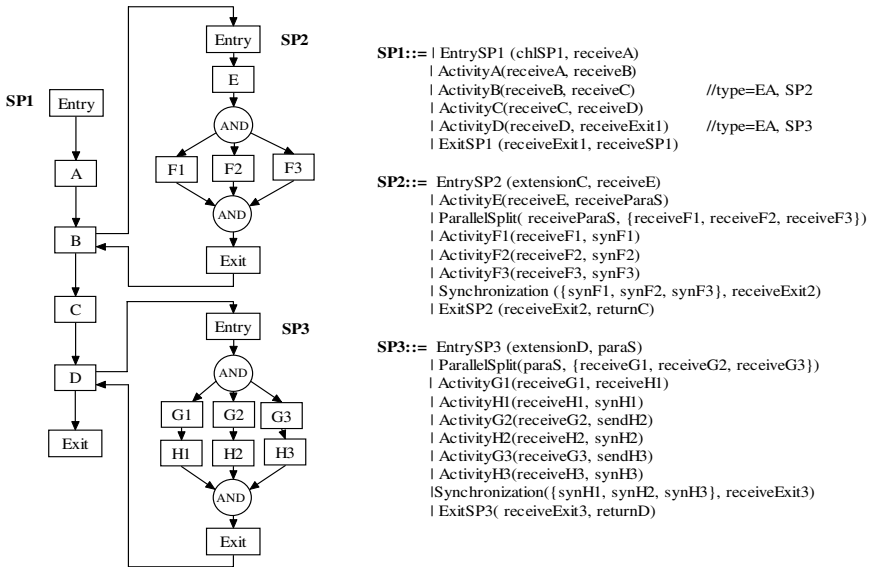 SP1
Entry
A
B
C
D
Exit
Entry
SP2
E
AND
F1
F2
F3
AND
Exit
Entry
SP3
AND
G1
G2
G3
H1
H2
H3
AND
Exit
SP1::= | EntrySP1 (chlSP1, receiveA)
| ActivityA(receiveA, receiveB)
| ActivityB(receiveB, receiveC) //type=EA, SP2
| ActivityC(receiveC, receiveD)
| ActivityD(receiveD, receiveExit1) //type=EA, SP3
| ExitSP1 (receiveExit1, receiveSP1)
SP2::= EntrySP2 (extensionC, receiveE)
| ActivityE(receiveE, receiveParaS)
| ParallelSplit( receiveParaS, {receiveF1, receiveF2, receiveF3})
| ActivityF1(receiveF1, synF1)
| ActivityF2(receiveF2, synF2)
| ActivityF3(receiveF3, synF3)
| Synchronization ({synF1, synF2, synF3}, receiveExit2)
| ExitSP2 (receiveExit2, returnC)
SP3::= EntrySP3 (extensionD, paraS)
| ParallelSplit(paraS, {receiveG1, receiveG2, receiveG3})
| ActivityG1(receiveG1, receiveH1)
| ActivityH1(receiveH1, synH1)
| ActivityG2(receiveG2, sendH2)
| ActivityH2(receiveH2, synH2)
| ActivityG3(receiveG3, sendH3)
| ActivityH3(receiveH3, synH3)
|Synchronization({synH1, synH2, synH3}, receiveExit3)
| ExitSP3( receiveExit3, returnD)